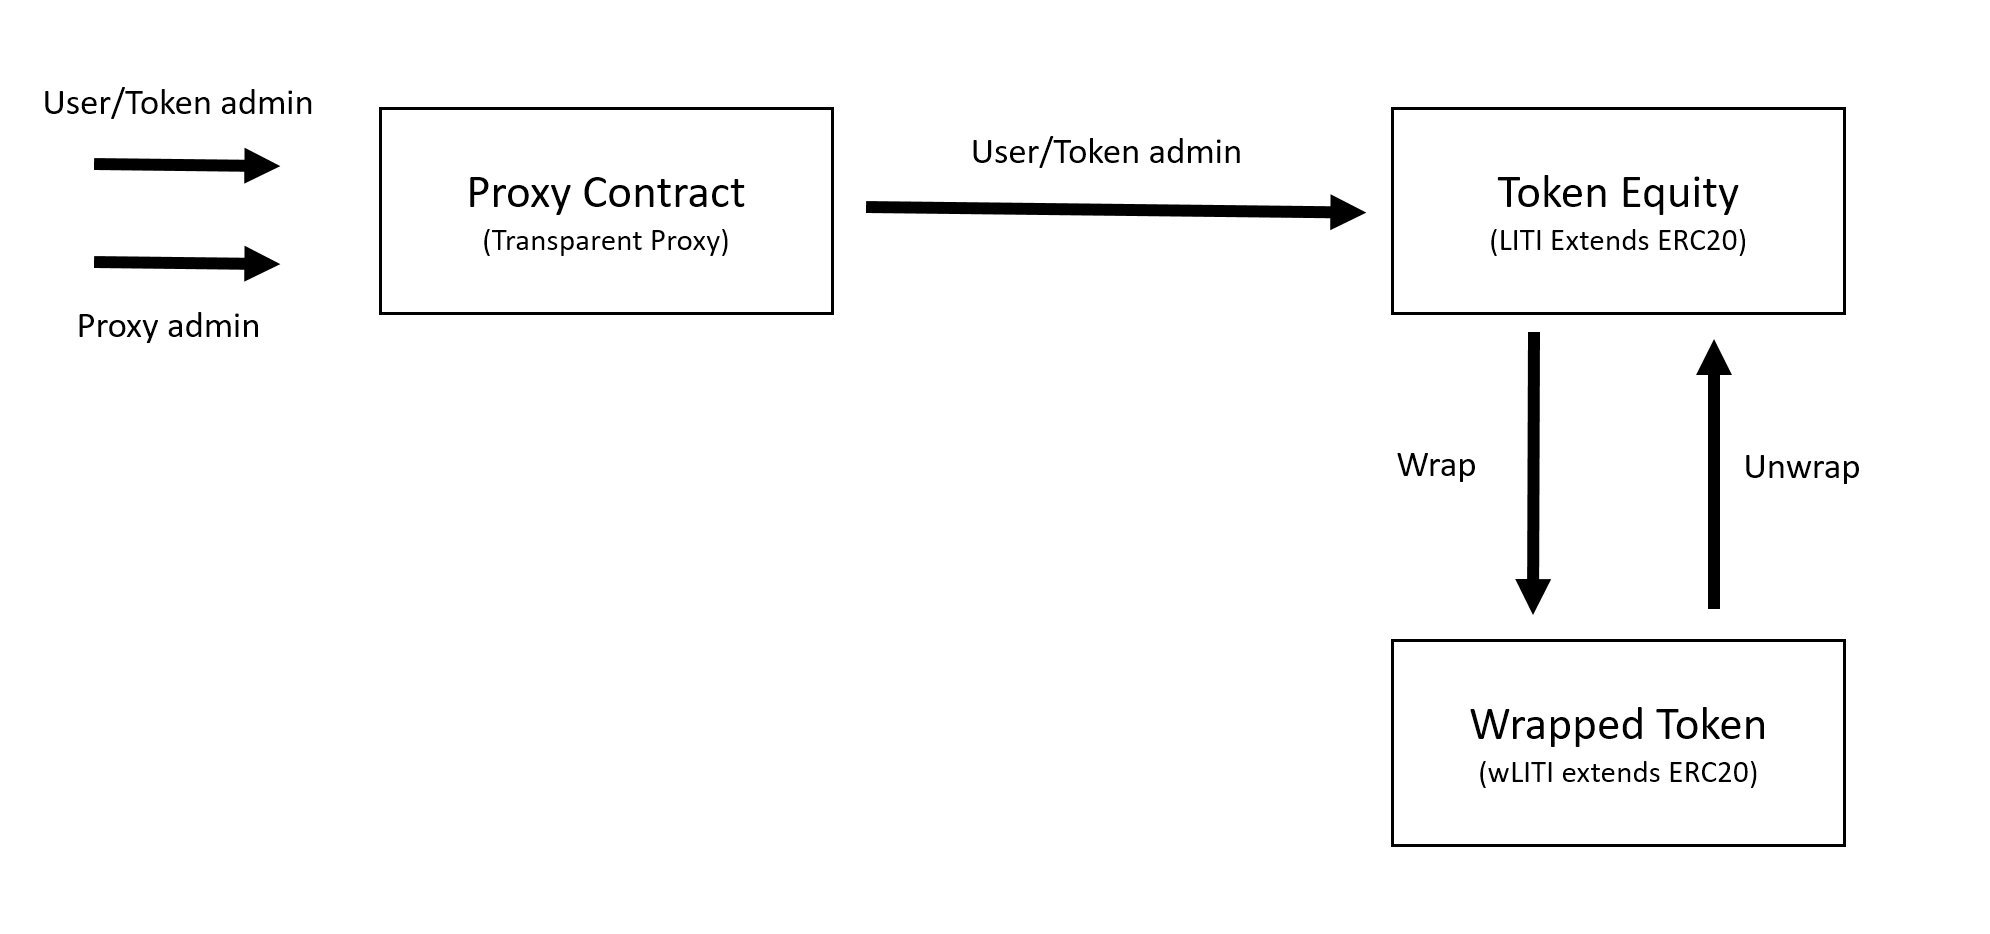 User/Token admin
Proxy admin
Proxy Contract
(Transparent Proxy)
User/Token admin
Token Equity
(LITI Extends ERC20)
Wrap
Unwrap
Wrapped Token
(wLITI extends ERC20)